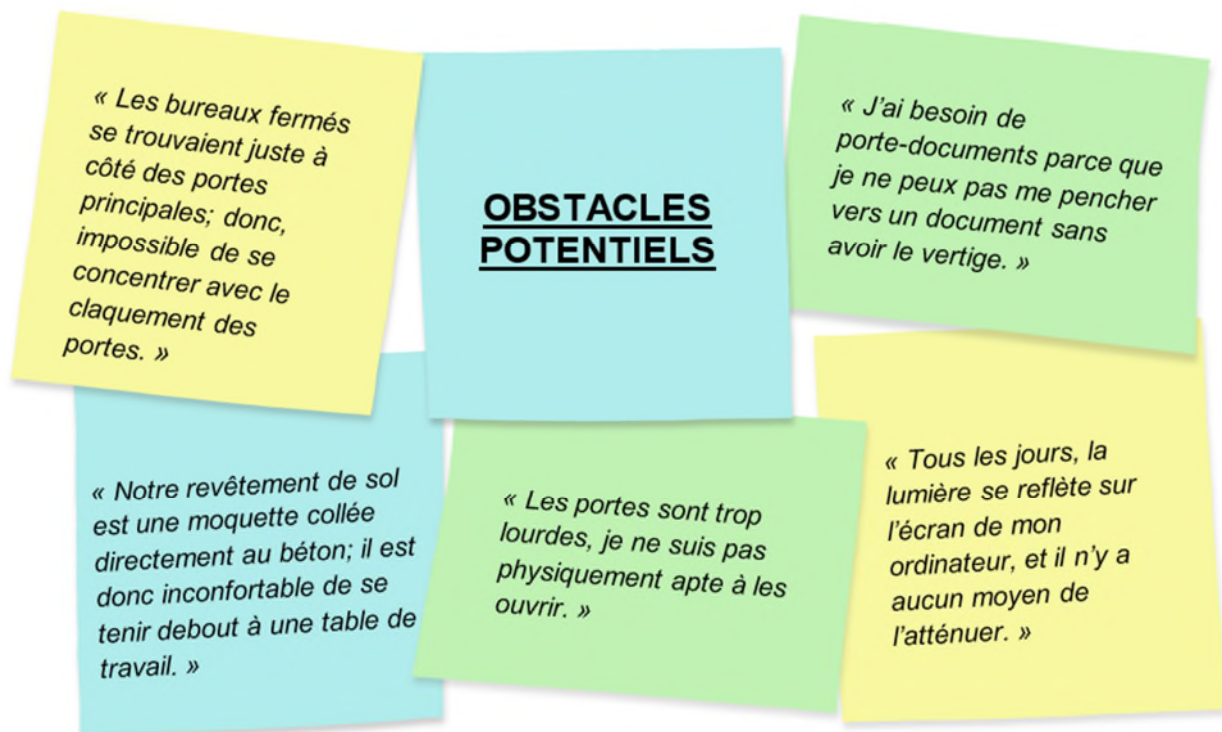 « Les bureaux fermés
se trouvaient juste à
côté des portes
principales; donc,
impossible de se
concentrer avec le
claquement des
portes. »
OBSTACLES
POTENTIELS
« J'ai besoin de
porte-documents parce que
je ne peux pas me pencher
vers un document sans
avoir le vertige. »
« Notre revêtement de sol
est une moquette collée
directement au béton; il est
donc inconfortable de se
tenir debout à une table de
travail. »
« Les portes sont trop
lourdes, je ne suis pas
physiquement apte à les
ouvrir. »
« Tous les jours, la
lumière se reflète sur
l'écran de mon
ordinateur, et il n'y a
aucun moyen de
l'atténuer. »